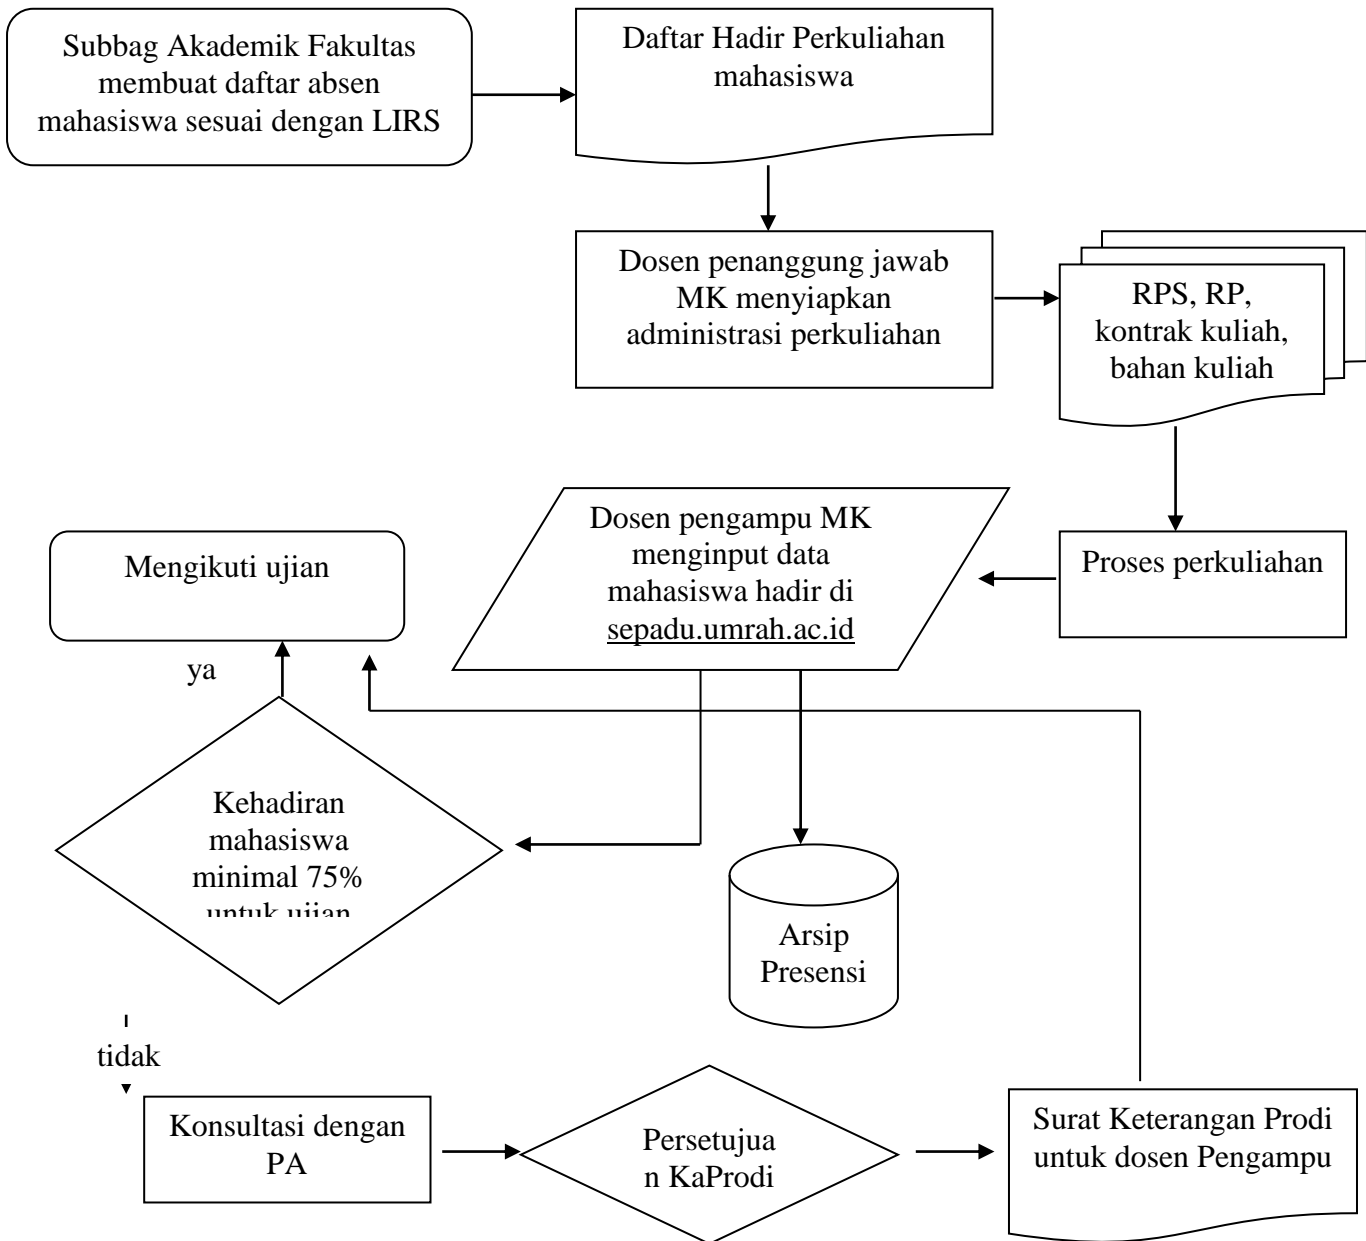 Subbag Akademik Fakultas
membuat daftar absen
mahasiswa sesuai dengan LIRS
Daftar Hadir Perkuliahan
mahasiswa
Dosen penanggung jawab
MK menyiapkan
administrasi perkuliahan
RPS, RP,
kontrak kuliah,
bahan kuliah
Proses perkuliahan
Dosen pengampu MK
menginput data
mahasiswa hadir di
sepadu.umrah.ac.id
Mengikuti ujian
ya
Kehadiran
mahasiswa
minimal 75%
untuk ujian
Arsip
Presensi
tidak
Konsultasi dengan
PA
Persetujua
n KaProdi
Surat Keterangan Prodi
untuk dosen Pengampu